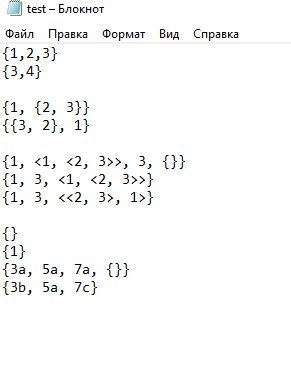 test – Блокнот
Файл Правка Формат Вид Справка
{1,2,3}
{3,4}
{1, {2, 3}}
{{3, 2}, 1}
{1, <1, <2, 3>>, 3, {}}
{1, 3, <1, <2, 3>>}
{1, 3, <<2, 3>, 1>}
{}
{1}
{3a, 5a, 7a, {}}
{3b, 5a, 7c}